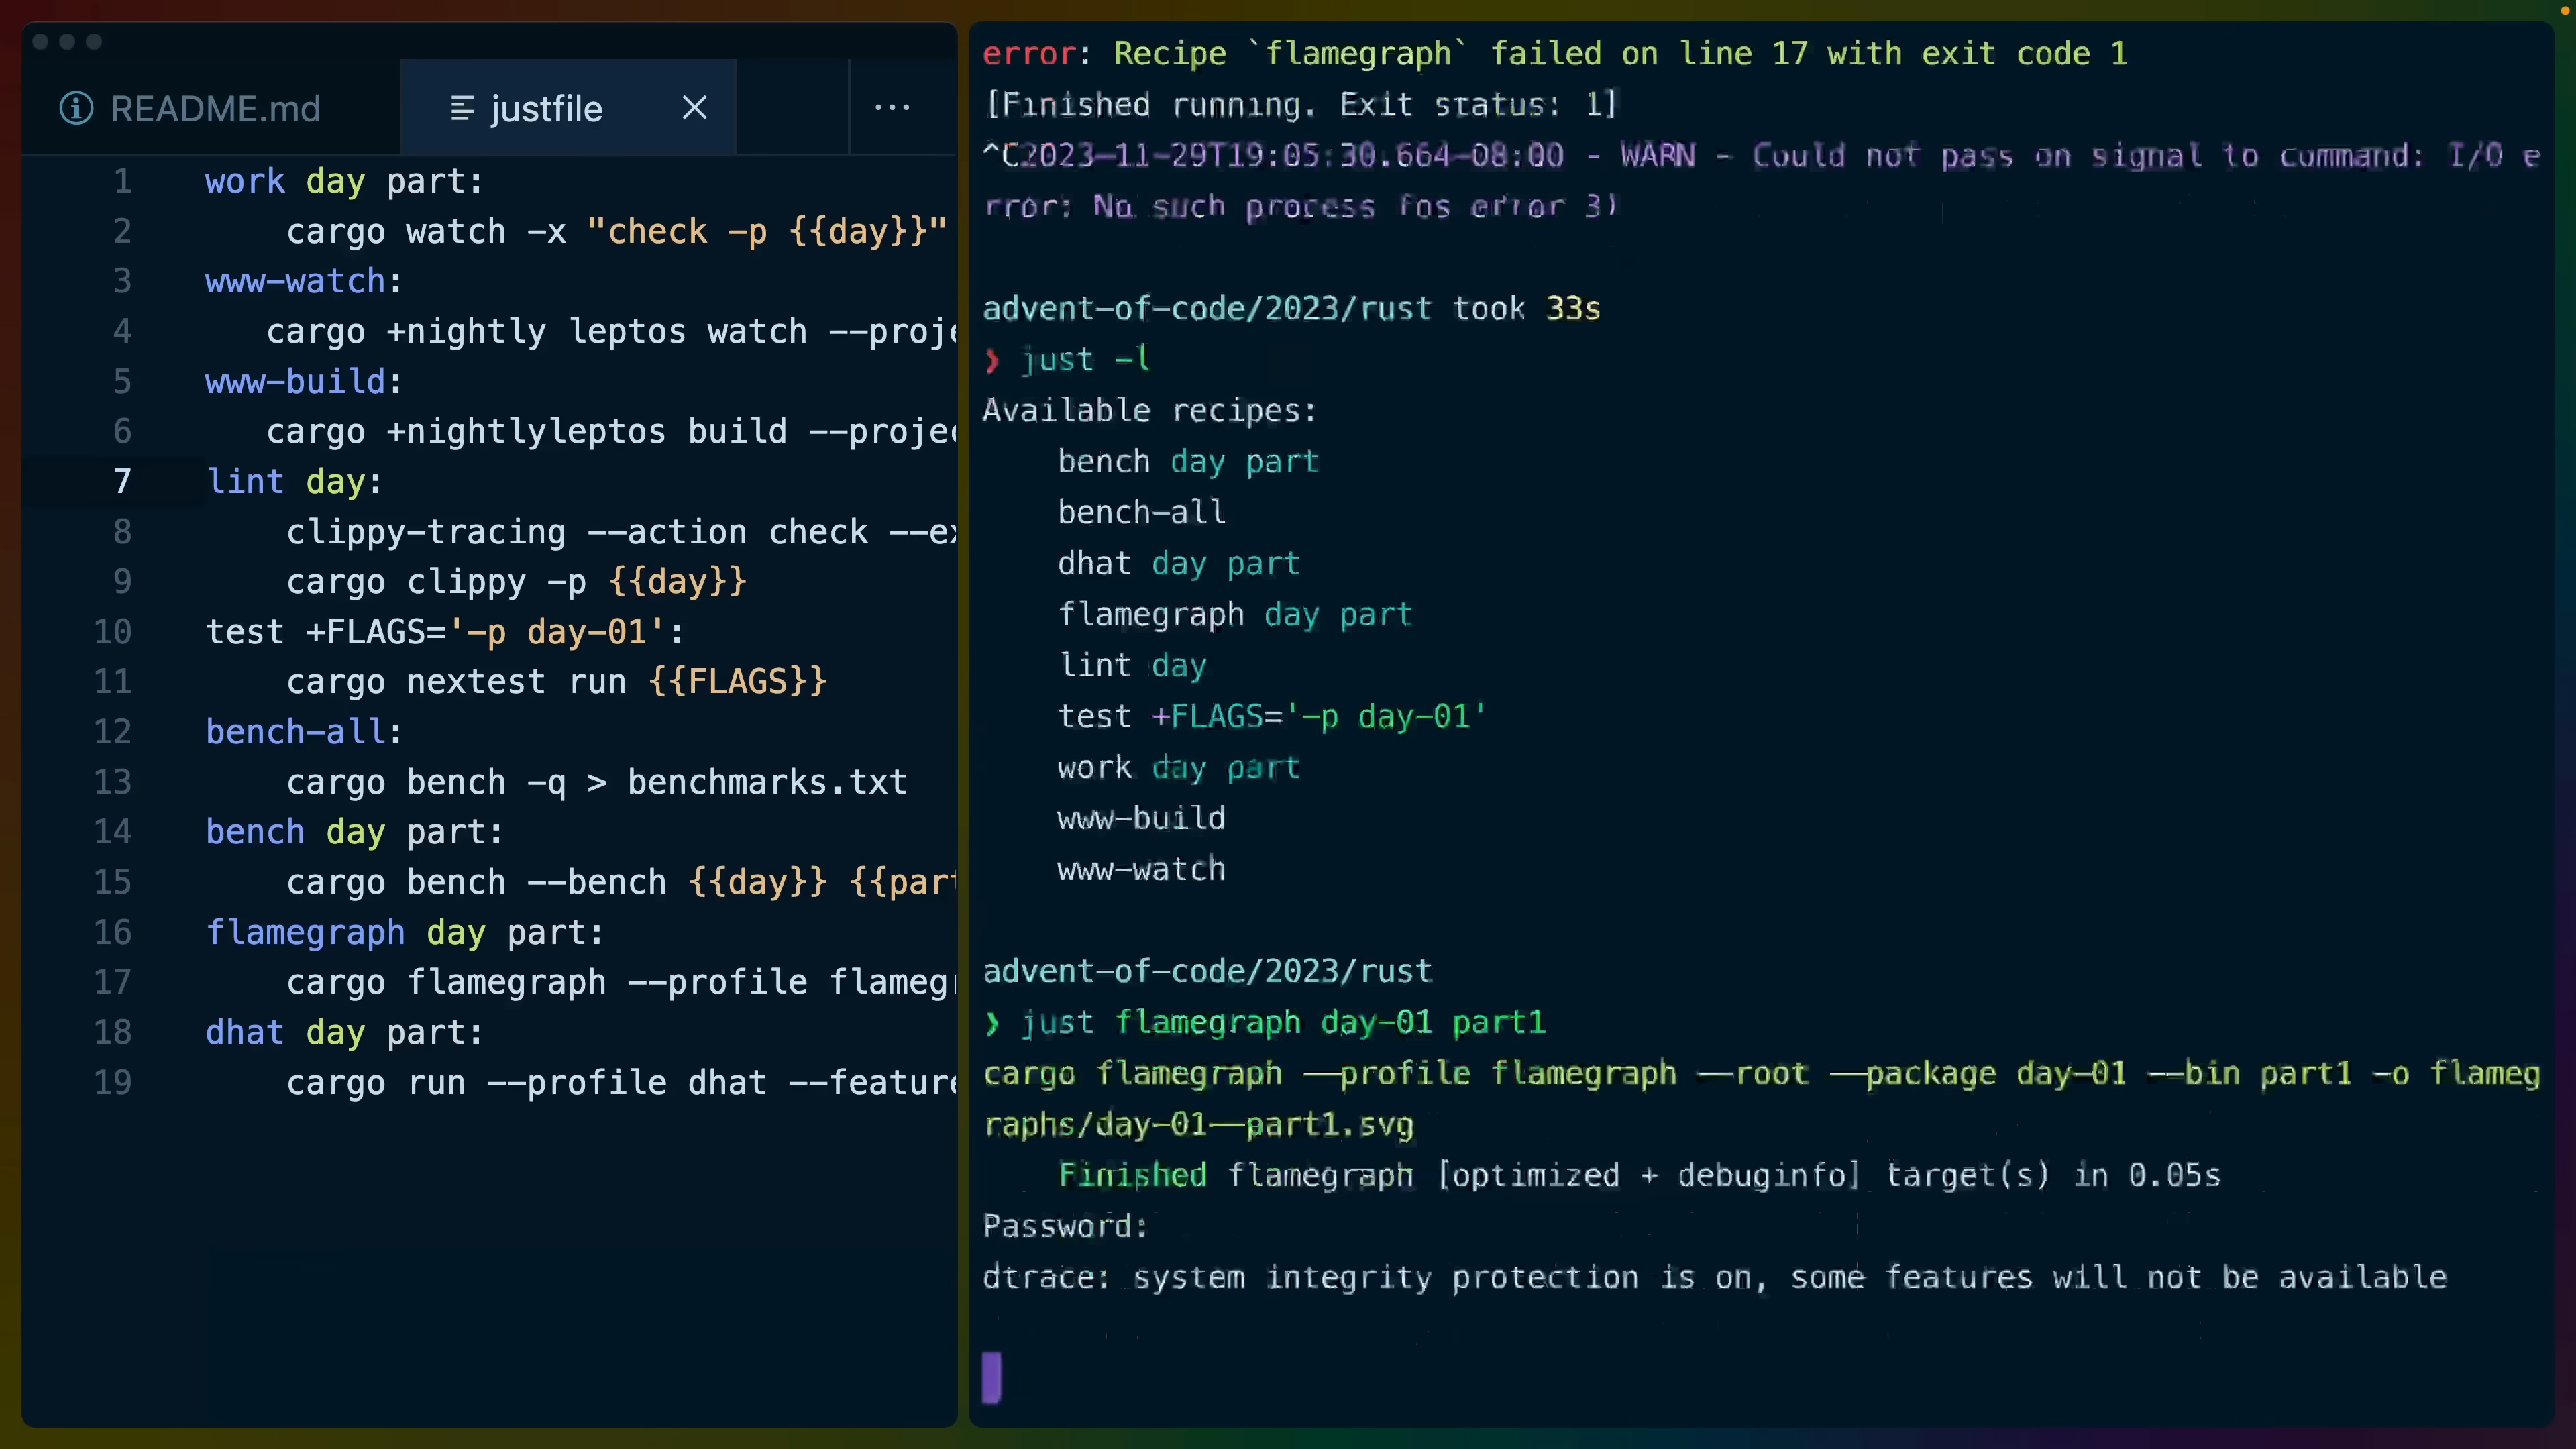 README.md
justfile
1 work day part:
2 cargo watch -x "check -p {{day}}"
3 www-watch:
4 cargo +nightly leptos watch --proje
5 www-build:
6 cargo +nightlyleptos build --projec
7 lint day:
8 clippy-tracing --action check --ex
9 cargo clippy -p {{day}}
10 test +FLAGS='-p day-01':
11 cargo nextest run {{FLAGS}}
12 bench-all:
13 cargo bench -q > benchmarks.txt
14 bench day part:
15 cargo bench --bench {{day}} {{part
16 flamegraph day part:
17 cargo flamegraph --profile flamegr
18 dhat day part:
19 cargo run --profile dhat --feature
error: Recipe `flamegraph` failed on line 17 with exit code 1
[Finished running. Exit status: 1]
^C2023-11-29T19:05:30.664-08:00 - WARN - Could not pass on signal to command: I/O e
rror: No such process (os error 3)
advent-of-code/2023/rust took 33s
❯ just -l
Available recipes:
bench day part
bench-all
dhat day part
flamegraph day part
lint day
test +FLAGS='-p day-01'
work day part
www-build
www-watch
advent-of-code/2023/rust
❯ just flamegraph day-01 part1
cargo flamegraph --profile flamegraph --root --package day-01 --bin part1 -o flameg
raphs/day-01--part1.svg
Finished flamegraph [optimized + debuginfo] target(s) in 0.05s
Password:
dtrace: system integrity protection is on, some features will not be available